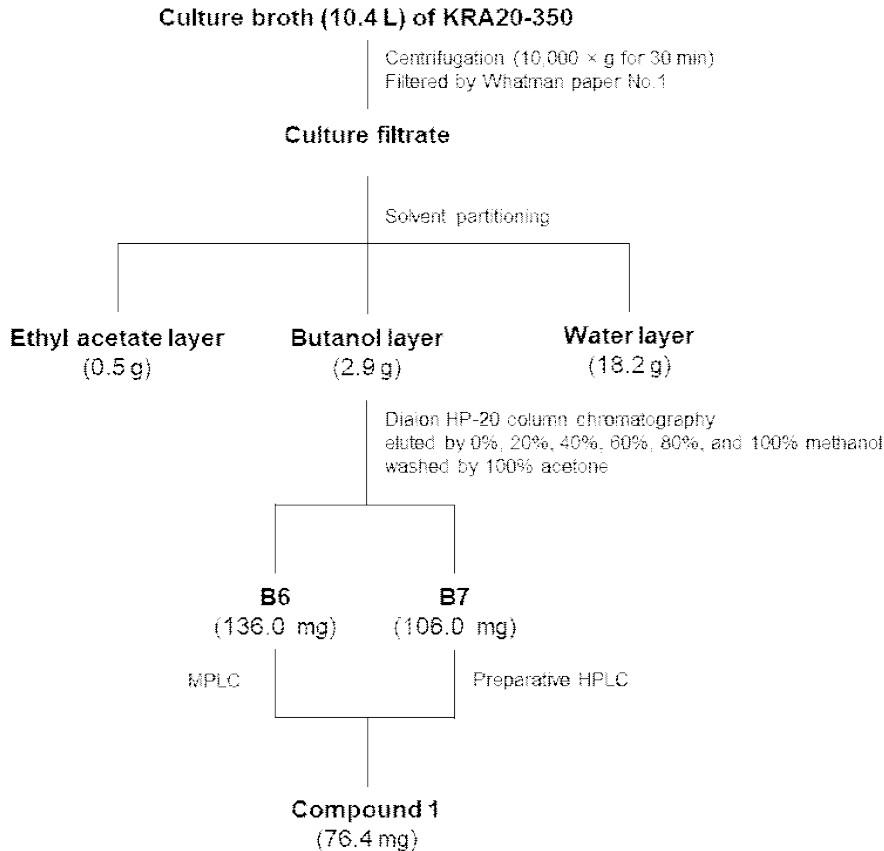 Culture broth (10.4 L) of KRA20-350
Centrifugation (10,000 × g for 30 min)
Filtered by Whatman paper No.1
Culture filtrate
Solvent partitioning
Ethyl acetate layer
(0.5 g)
Butanol layer
(2.9 g)
Water layer
(18.2 g)
Diaion HP-20 column chromatography
eluted by 0%, 20%, 40%, 60%, 80%, and 100% methanol
washed by 100% acetone
B6
(136.0 mg)
B7
(106.0 mg)
MPLC
Preparative HPLC
Compound 1
(76.4 mg)